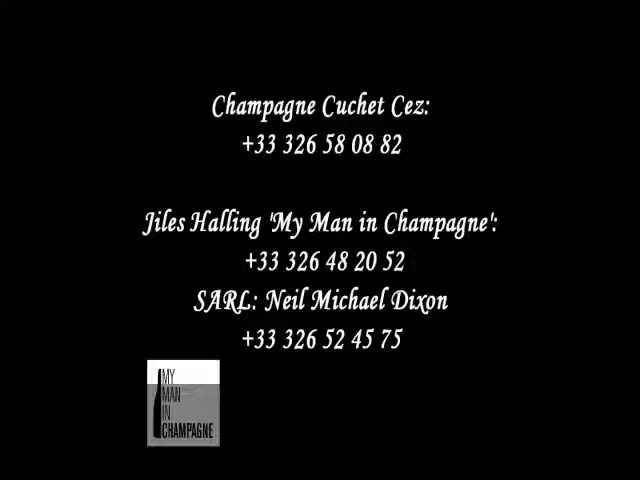 Champagne Cuchet Cez:
+33 326 58 08 82
Jiles Halling 'My Man in Champagne':
+33 326 48 20 52
SARL: Neil Michael Dixon
+33 326 52 45 75
MY
MAN
IN
CHAMPAGNE